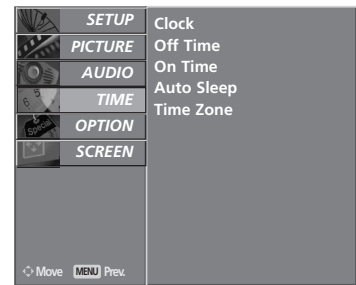 SETUP
PICTURE
AUDIO
TIME
OPTION
SCREEN
Move MENU Prev.
Clock
Off Time
On Time
Auto Sleep
Time Zone